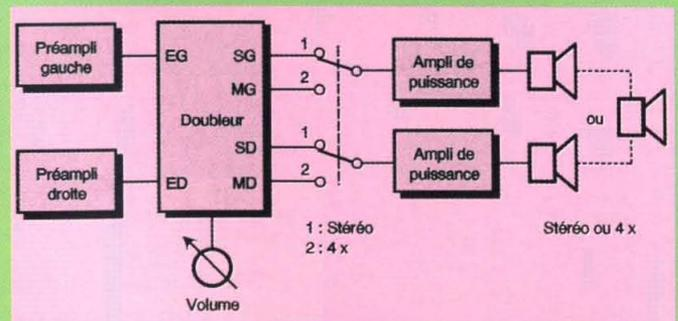 Préampli
gauche
EG
SG
MG
Doubleur
SD
ED
MD
Préampli
droite
Volume
1
2
1
2
1 : Stéréo
2 : 4 x
Ampli de
puissance
Ampli de
puissance
ou
Stéréo ou 4 x